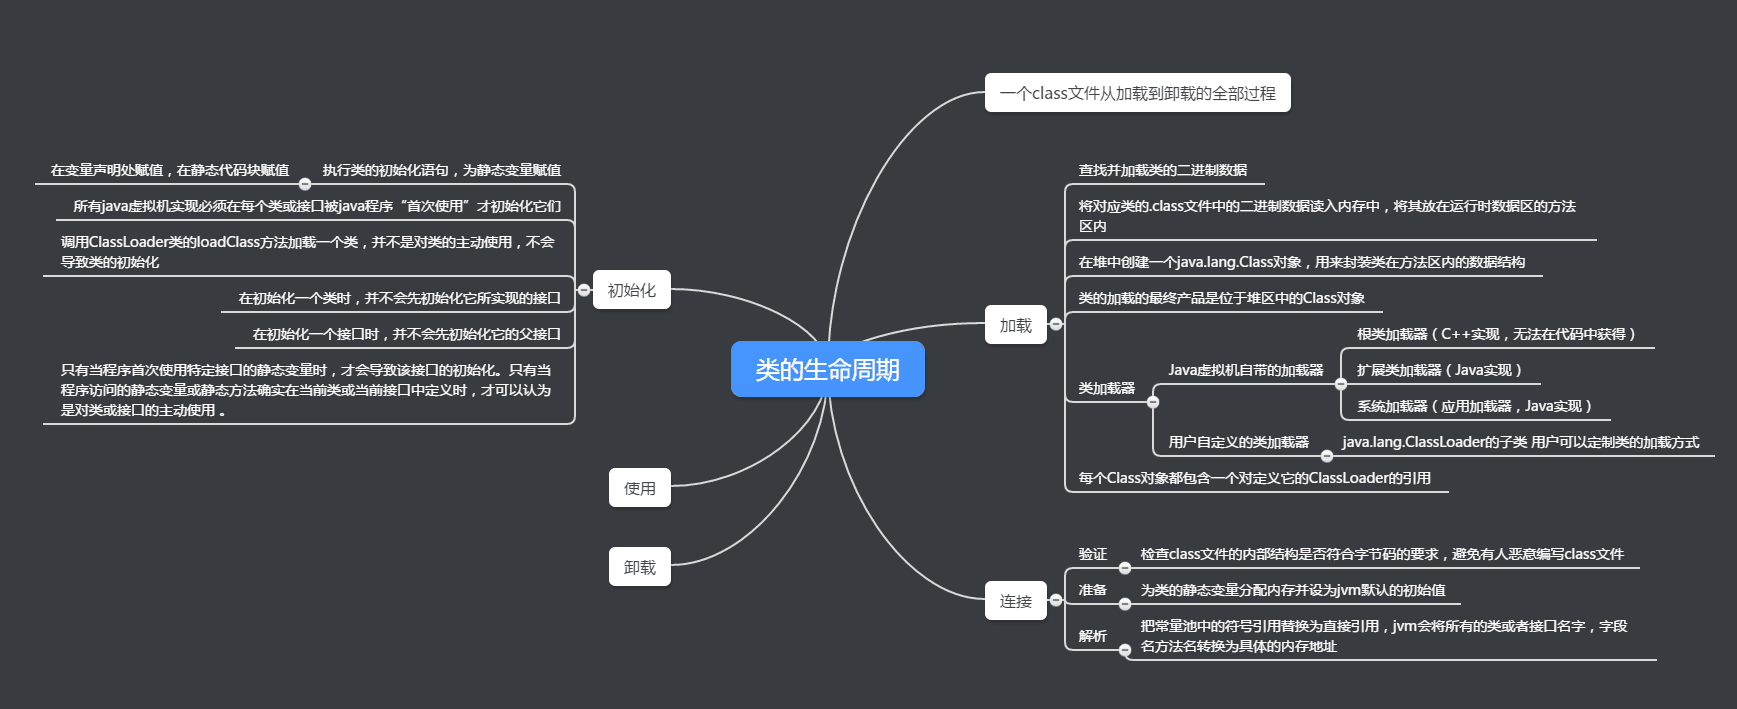 类的生命周期
一个class文件从加载到卸载的全部过程
加载
查找并加载类的二进制数据
将对应类的.class文件中的二进制数据读入内存中，将其放在运行时数据区的方法
区内
在堆中创建一个java.lang.Class对象，用来封装类在方法区内的数据结构
类的加载的最终产品是位于堆区中的Class对象
类加载器
Java虚拟机自带的加载器
根类加载器（C++实现，无法在代码中获得）
扩展类加载器（Java实现）
系统加载器（应用加载器，Java实现）
用户自定义的类加载器
java.lang.ClassLoader的子类 用户可以定制类的加载方式
每个Class对象都包含一个对定义它的ClassLoader的引用
连接
验证
检查class文件的内部结构是否符合字节码的要求，避免有人恶意编写class文件
准备
为类的静态变量分配内存并设为jvm默认的初始值
解析
把常量池中的符号引用替换为直接引用，jvm会将所有的类或者接口名字，字段
名方法名转换为具体的内存地址
初始化
执行类的初始化语句，为静态变量赋值
在变量声明处赋值，在静态代码块赋值
所有java虚拟机实现必须在每个类或接口被java程序“首次使用”才初始化它们
调用ClassLoader类的loadClass方法加载一个类，并不是对类的主动使用，不会
导致类的初始化
在初始化一个类时，并不会先初始化它所实现的接口
在初始化一个接口时，并不会先初始化它的父接口
只有当程序首次使用特定接口的静态变量时，才会导致该接口的初始化。只有当
程序访问的静态变量或静态方法确实在当前类或当前接口中定义时，才可以认为
是对类或接口的主动使用 。
使用
卸载